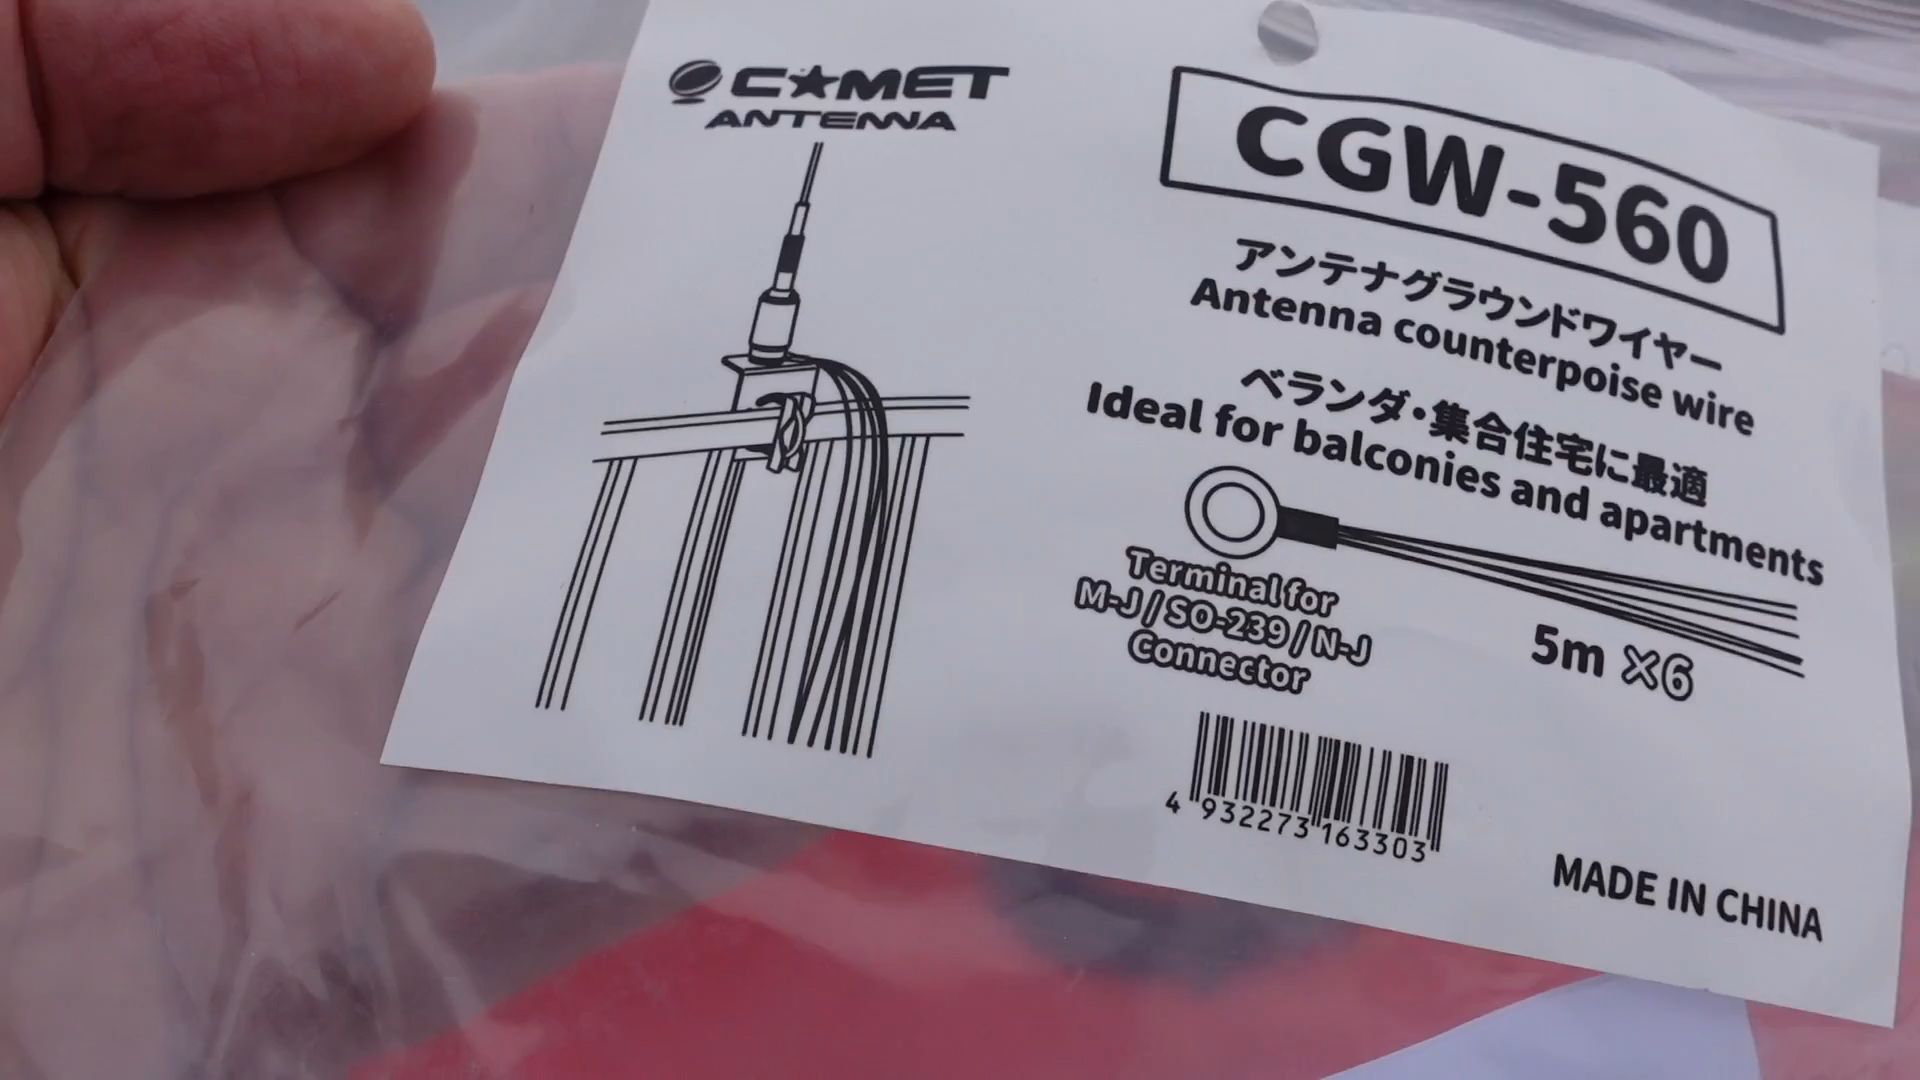 C★MET
ANTENNA
CGW-560
アンテナグラウンドワイヤー
Antenna counterpoise wire
ベランダ・集合住宅に最適
Ideal for balconies and apartments
Terminal for
M-J / SO-239 / N-J
Connector
5m ×6
4 932273 163303
MADE IN CHINA